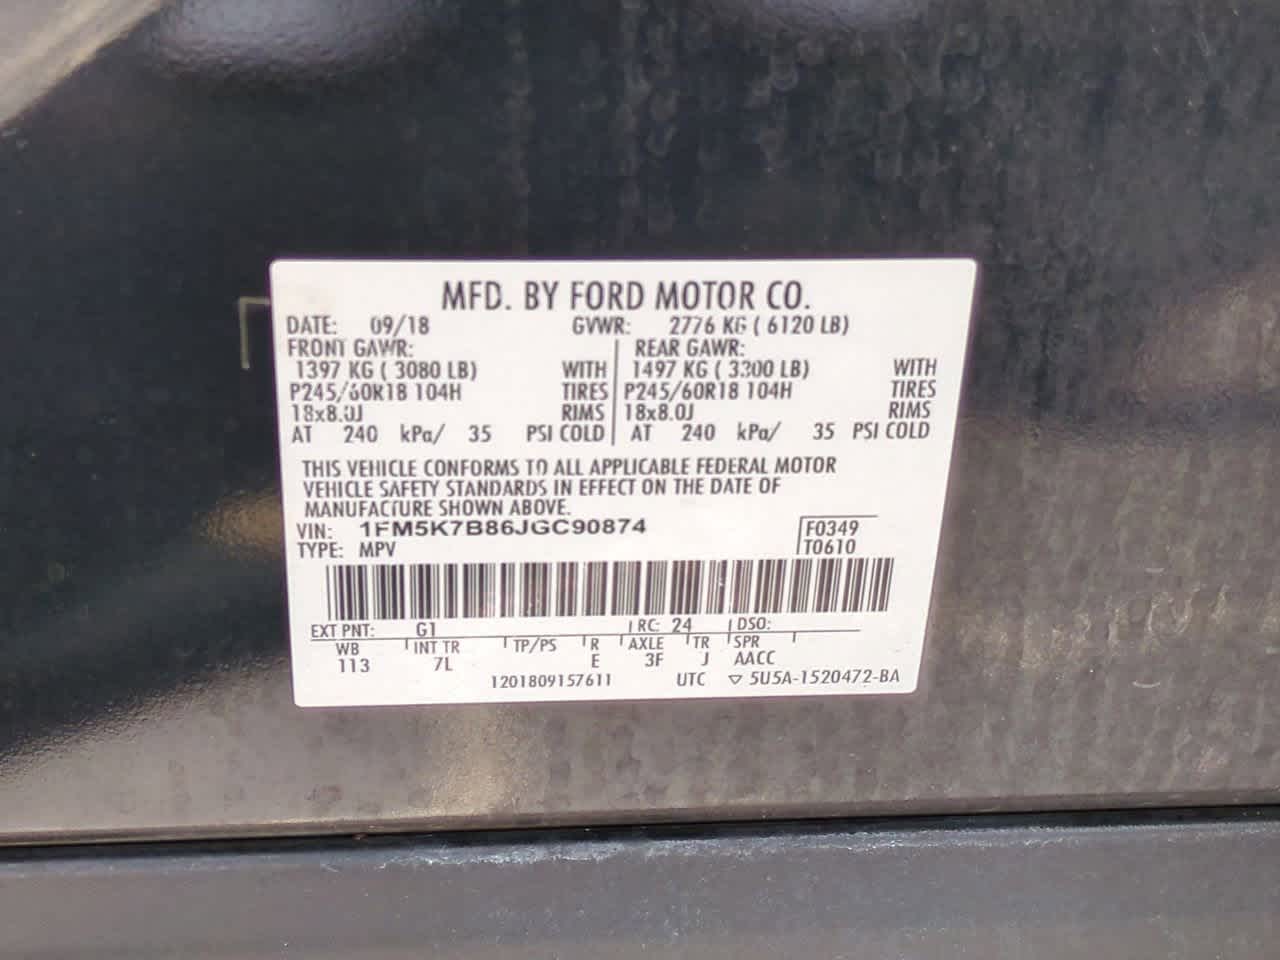 MFD. BY FORD MOTOR CO.
DATE: 09/18 GVWR: 2776 KG ( 6120 LB)
FRONT GAWR: REAR GAWR:
1397 KG ( 3080 LB) WITH 1497 KG ( 3300 LB) WITH
P245/60R18 104H TIRES P245/60R18 104H TIRES
18x8.0J RIMS 18x8.0J RIMS
AT 240 kPa/ 35 PSI COLD AT 240 kPa/ 35 PSI COLD
THIS VEHICLE CONFORMS TO ALL APPLICABLE FEDERAL MOTOR
VEHICLE SAFETY STANDARDS IN EFFECT ON THE DATE OF
MANUFACTURE SHOWN ABOVE.
VIN: 1FM5K7B86JGC90874 F0349
TYPE: MPV T0610
EXT PNT: G1 RC: 24 DSO:
WB INT TR TP/PS R AXLE TR SPR
113 7L E 3F J AACC
1201809157611 UTC ▽ 5U5A-1520472-BA